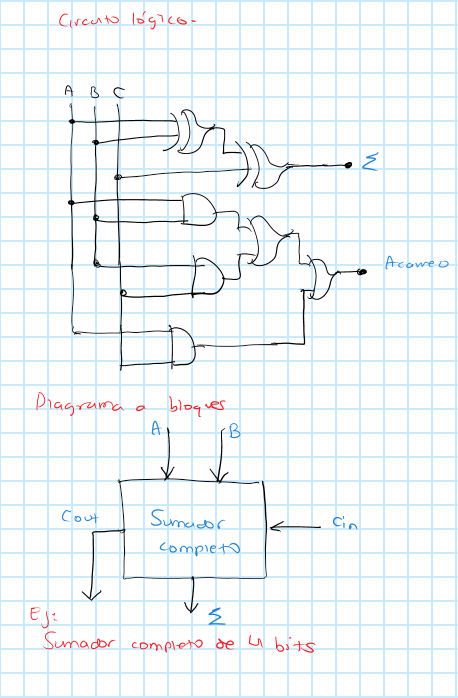 Circuito lógico.-
A B C
Σ
Acarreo
Diagrama a bloques
A B
Cout
Sumador
completo
Cin
Σ
Ej:
Sumador completo de 4 bits